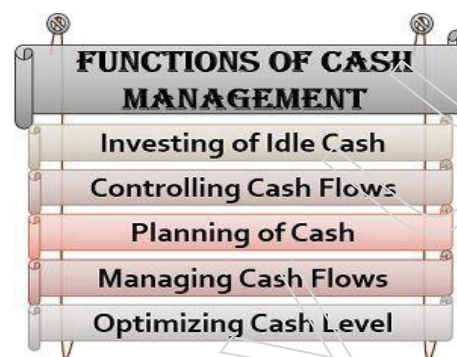 FUNCTIONS OF CASH
MANAGEMENT
Investing of Idle Cash
Controlling Cash Flows
Planning of Cash
Managing Cash Flows
Optimizing Cash Level